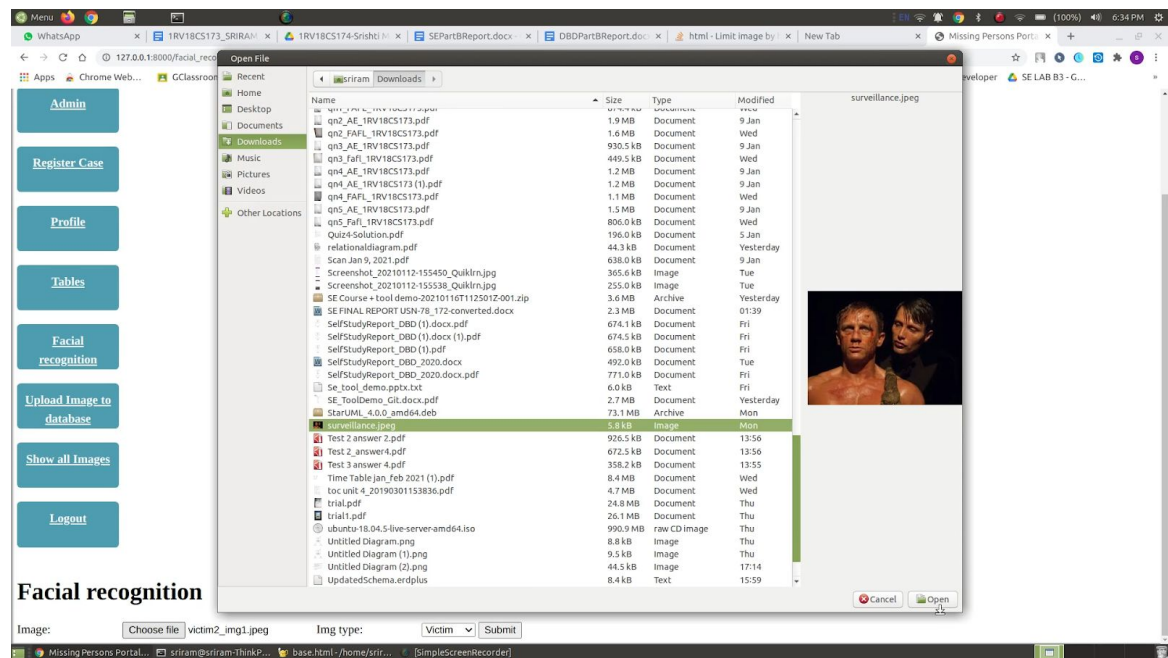 Menu
EN
(100%)
6:34 PM
WhatsApp
1RV18CS173_SRIRAM
1RV18CS174-Srishti M
SEPartBReport.docx -
DBDPartBReport.doc
html - Limit image by
New Tab
Missing Persons Porta
127.0.0.1:8000/facial_reco
Apps
Chrome Web...
GClassroon
eveloper
SE LAB B3 - G...
Open File
Recent
Home
Desktop
Documents
Downloads
Music
Pictures
Videos
Other Locations
sriram
Downloads
Name Size Type Modified
qn2_AE_1RV18CS173.pdf 1.9 MB Document 9 Jan
qn2_FAFL_1RV18CS173.pdf 1.6 MB Document Wed
qn3_AE_1RV18CS173.pdf 930.5 kB Document 9 Jan
qn3_fafl_1RV18CS173.pdf 449.5 kB Document Wed
qn4_AE_1RV18CS173.pdf 1.2 MB Document 9 Jan
qn4_AE_1RV18CS173 (1).pdf 1.2 MB Document 9 Jan
qn4_FAFL_1RV18CS173.pdf 1.1 MB Document Wed
qn5_AE_1RV18CS173.pdf 1.5 MB Document 9 Jan
qn5_Fafl_1RV18CS173.pdf 806.0 kB Document Wed
Quiz4-Solution.pdf 196.0 kB Document 5 Jan
relationaldiagram.pdf 44.3 kB Document Yesterday
Scan Jan 9, 2021.pdf 638.0 kB Document 9 Jan
Screenshot_20210112-155450_Quiklrn.jpg 365.6 kB Image Tue
Screenshot_20210112-155538_Quiklrn.jpg 255.0 kB Image Tue
SE Course + tool demo-20210116T112501Z-001.zip 3.6 MB Archive Yesterday
SE FINAL REPORT USN-78_172-converted.docx 2.3 MB Document 01:39
SelfStudyReport_DBD (1).docx.pdf 674.1 kB Document Fri
SelfStudyReport_DBD (1).docx (1).pdf 674.5 kB Document Fri
SelfStudyReport_DBD (1).pdf 658.0 kB Document Fri
SelfStudyReport_DBD_2020.docx 492.0 kB Document Tue
SelfStudyReport_DBD_2020.docx.pdf 771.0 kB Document Fri
Se_tool_demo.pptx.txt 6.0 kB Text Fri
SE_ToolDemo_Git.docx.pdf 2.7 MB Document Yesterday
StarUML_4.0.0_amd64.deb 73.1 MB Archive Mon
surveillance.jpeg 5.8 kB Image Mon
Test 2 answer 2.pdf 926.5 kB Document 13:56
Test 2_answer4.pdf 672.5 kB Document 13:56
Test 3 answer 4.pdf 358.2 kB Document 13:55
Time Table jan_feb 2021 (1).pdf 8.4 MB Document Wed
toc unit 4_20190301153836.pdf 4.7 MB Document Wed
trial.pdf 24.8 MB Document Thu
trial1.pdf 26.1 MB Document Thu
ubuntu-18.04.5-live-server-amd64.iso 990.9 MB raw CD image Thu
Untitled Diagram.png 8.8 kB Image Thu
Untitled Diagram (1).png 9.5 kB Image Thu
Untitled Diagram (2).png 44.5 kB Image 17:14
UpdatedSchema.erdplus 8.4 kB Text 15:59
surveillance.jpeg
Cancel
Open
Admin
Register Case
Profile
Tables
Facial
recognition
Upload Image to
database
Show all Images
Logout
Facial recognition
Image: Choose file victim2_img1.jpeg Img type: Victim Submit
Missing Persons Portal...
sriram@sriram-ThinkP...
base.html - /home/srir...
[SimpleScreenRecorder]